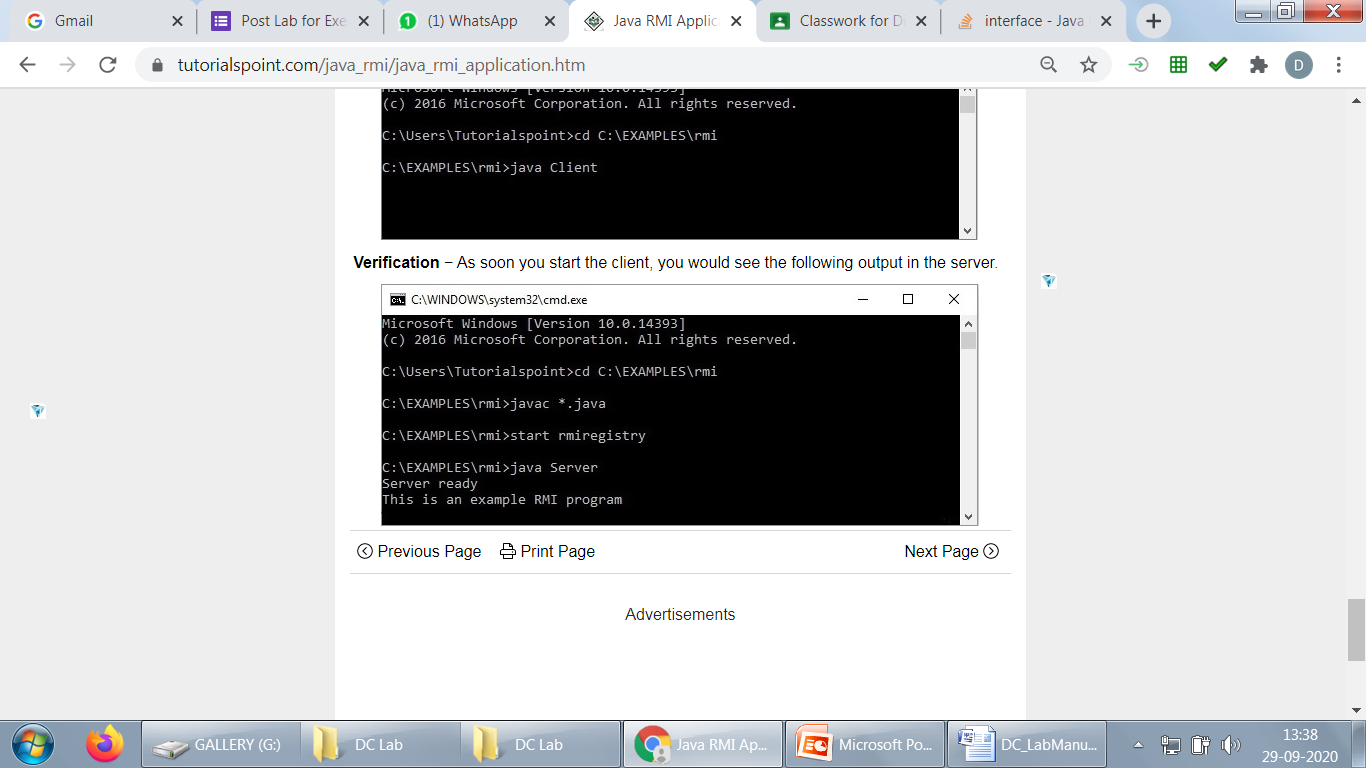 Gmail
Post Lab for Exe
(1) WhatsApp
Java RMI Applic
Classwork for D
interface - Java
tutorialspoint.com/java_rmi/java_rmi_application.htm
D
Microsoft Windows [Version 10.0.14393]
(c) 2016 Microsoft Corporation. All rights reserved.
C:\Users\Tutorialspoint>cd C:\EXAMPLES\rmi
C:\EXAMPLES\rmi>java Client
Verification − As soon you start the client, you would see the following output in the server.
C:\WINDOWS\system32\cmd.exe
Microsoft Windows [Version 10.0.14393]
(c) 2016 Microsoft Corporation. All rights reserved.
C:\Users\Tutorialspoint>cd C:\EXAMPLES\rmi
C:\EXAMPLES\rmi>javac *.java
C:\EXAMPLES\rmi>start rmiregistry
C:\EXAMPLES\rmi>java Server
Server ready
This is an example RMI program
Previous Page
Print Page
Next Page
Advertisements
GALLERY (G:)
DC Lab
DC Lab
Java RMI Ap...
Microsoft Po...
DC_LabManu...
13:38
29-09-2020